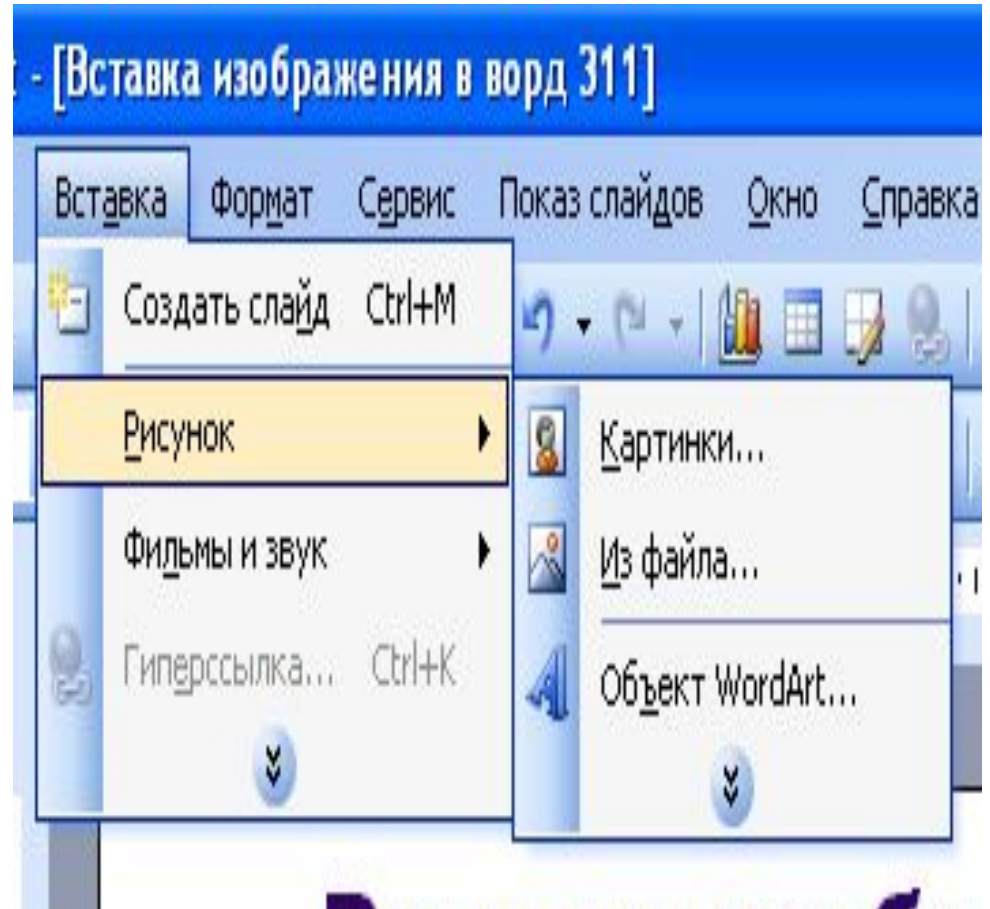 - [Вставка изображения в ворд 311]
Вставка Формат Сервис Показ слайдов Окно Справка
Создать слайд Ctrl+M
Рисунок
Фильмы и звук
Гиперссылка... Ctrl+K
Картинки...
Из файла...
Объект WordArt...